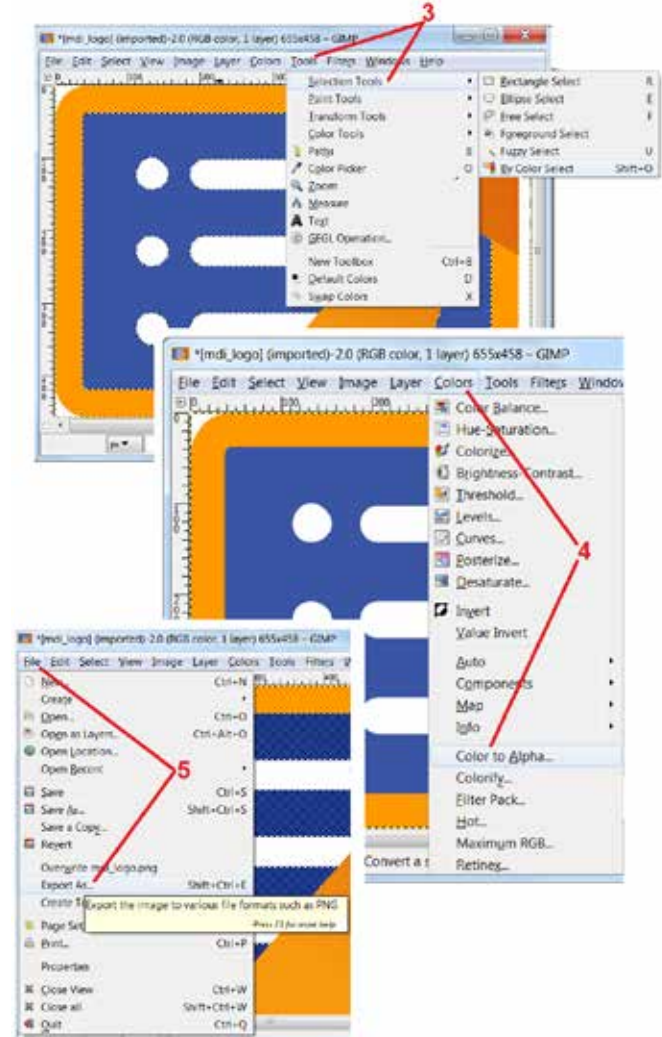 3
*[mdi_logo] (imported)-2.0 (RGB color, 1 layer) 655x458 – GIMP
File Edit Select View Image Layer Colors Tools Filters Windows Help
Selection Tools
Paint Tools
Transform Tools
Color Tools
Paths B
Color Picker O
Zoom
Measure
Text
GEGL Operation...
New Toolbox Ctrl+B
Default Colors D
Swap Colors X
Rectangle Select R
Ellipse Select E
Free Select F
Foreground Select
Fuzzy Select U
By Color Select Shift+O
px
*[mdi_logo] (imported)-2.0 (RGB color, 1 layer) 655x458 – GIMP
File Edit Select View Image Layer Colors Tools Filters Window
0 100 200
Color Balance...
Hue-Saturation...
Colorize...
Brightness-Contrast...
Threshold...
Levels...
Curves...
Posterize...
Desaturate...
4
Invert
Value Invert
Auto
Components
Map
Info
Color to Alpha...
Colorify...
Filter Pack...
Hot...
Maximum RGB...
Retinex...
Convert a s
*[mdi_logo] (imported)-2.0 (RGB color, 1 layer) 655x458 – GIMP
File Edit Select View Image Layer Colors Tools Filters
New... Ctrl+N
Create
Open... Ctrl+O
Open as Layers... Ctrl+Alt+O
Open Location...
Open Recent
5
Save Ctrl+S
Save As... Shift+Ctrl+S
Save a Copy...
Revert
Overwrite mdi_logo.png
Export As... Shift+Ctrl+E
Create Te
Export the image to various file formats such as PNG
Press F1 for more help
Page Set
Print... Ctrl+P
Properties
Close View Ctrl+W
Close all Shift+Ctrl+W
Quit Ctrl+Q